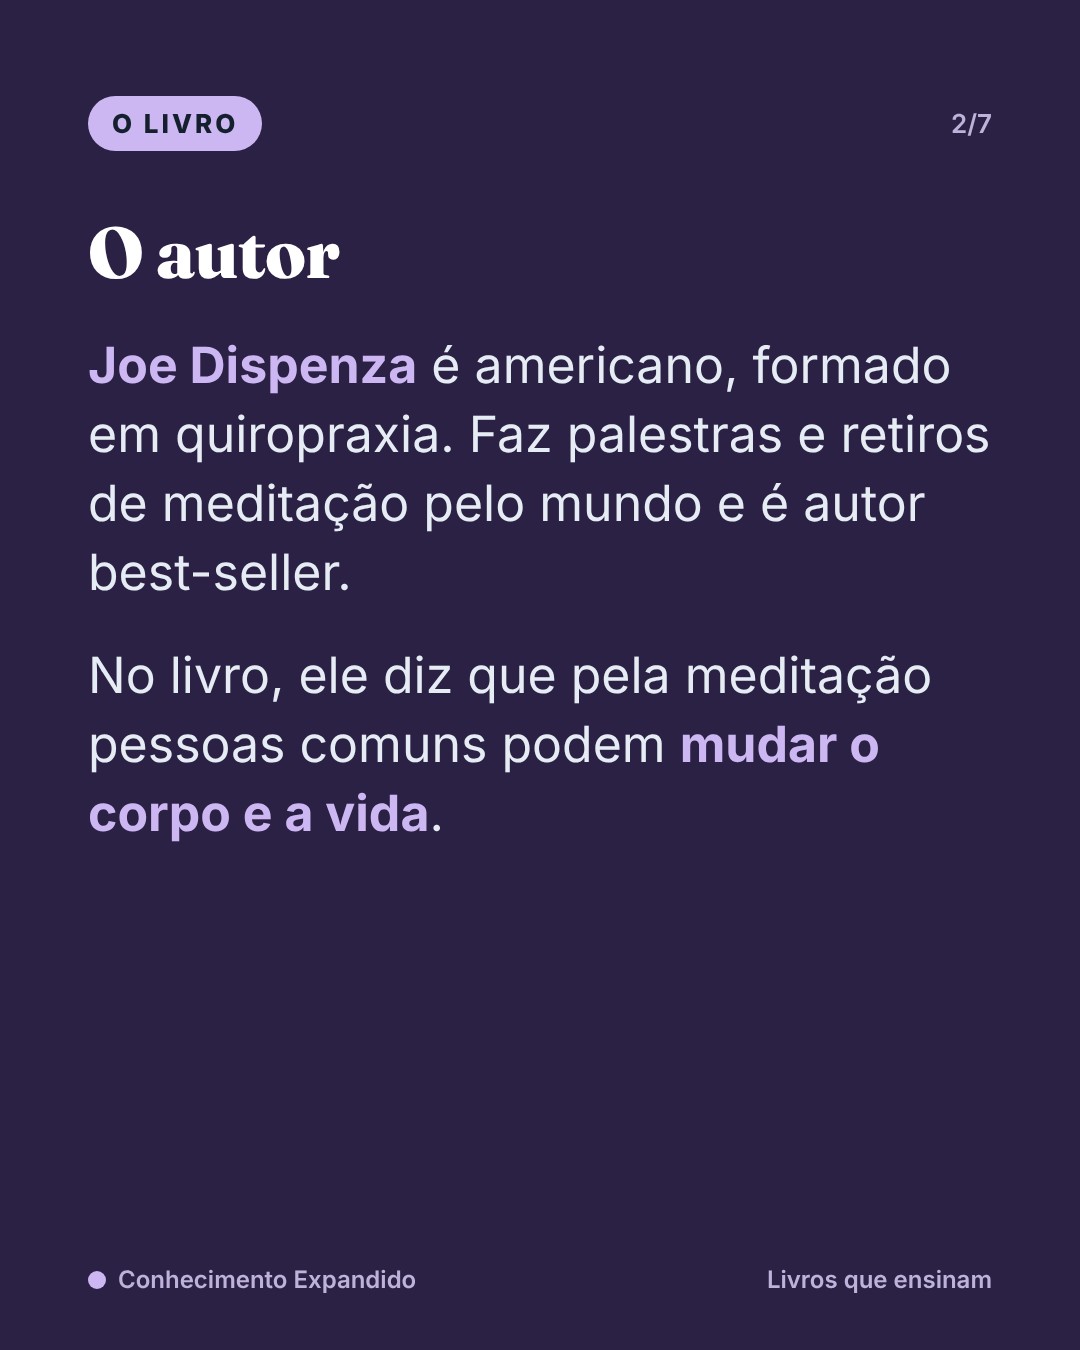 O LIVRO
2/7
O autor
Joe Dispenza é americano, formado
em quiropraxia. Faz palestras e retiros
de meditação pelo mundo e é autor
best-seller.
No livro, ele diz que pela meditação
pessoas comuns podem mudar o
corpo e a vida.
Conhecimento Expandido
Livros que ensinam